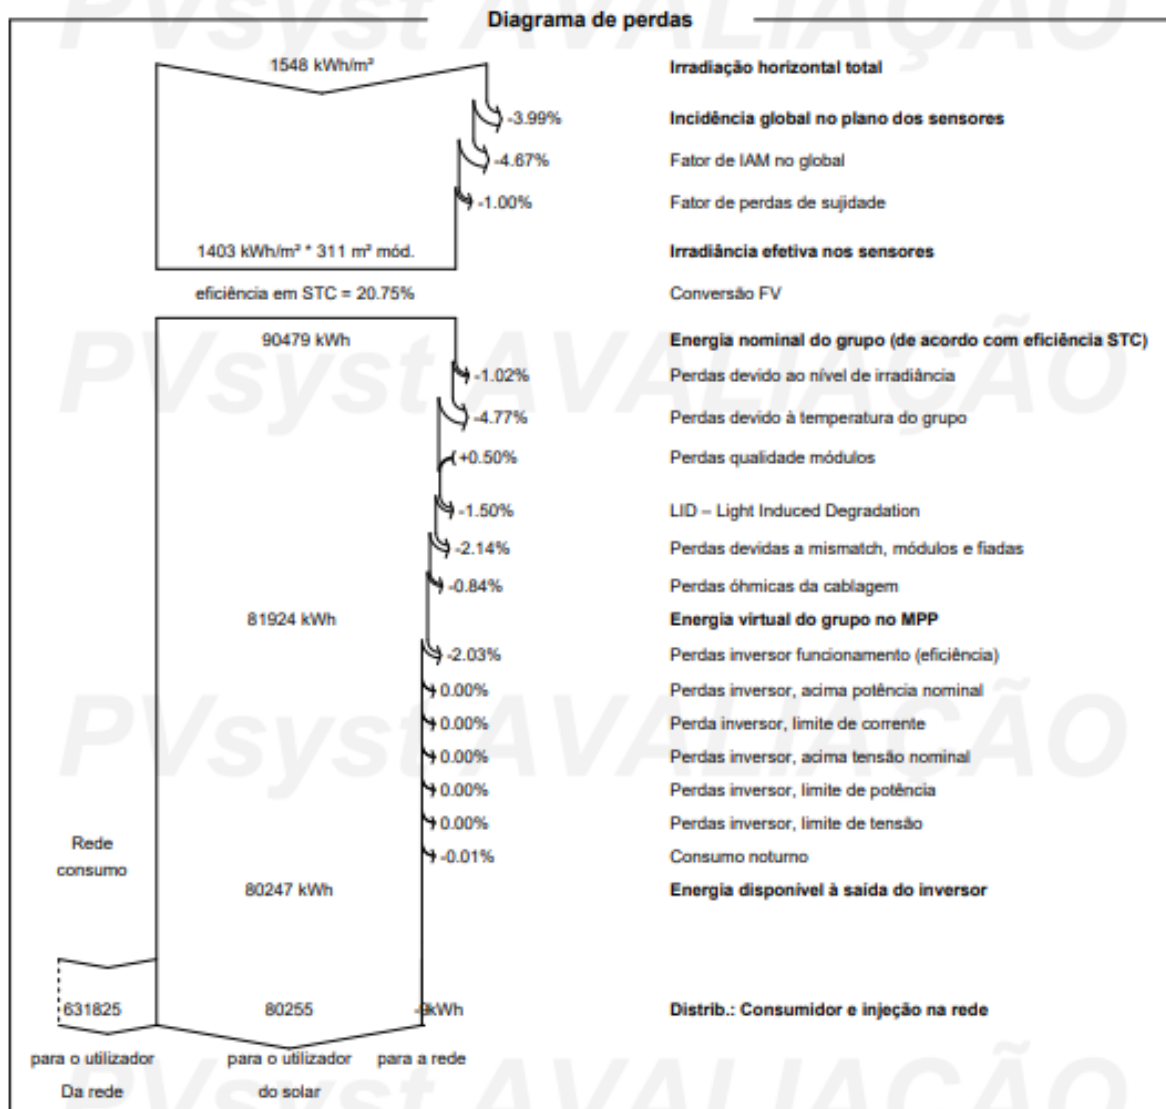 Diagrama de perdas
PVsyst AVALIAÇÃO
1548 kWh/m² Irradiação horizontal total
-3.99% Incidência global no plano dos sensores
-4.67% Fator de IAM no global
-1.00% Fator de perdas de sujidade
1403 kWh/m² * 311 m² mód. Irradiância efetiva nos sensores
eficiência em STC = 20.75% Conversão FV
90479 kWh Energia nominal do grupo (de acordo com eficiência STC)
PVsyst AVALIAÇÃO
-1.02% Perdas devido ao nível de irradiância
-4.77% Perdas devido à temperatura do grupo
+0.50% Perdas qualidade módulos
-1.50% LID – Light Induced Degradation
-2.14% Perdas devidas a mismatch, módulos e fiadas
-0.84% Perdas óhmicas da cablagem
81924 kWh Energia virtual do grupo no MPP
-2.03% Perdas inversor funcionamento (eficiência)
0.00% Perdas inversor, acima potência nominal
0.00% Perda inversor, limite de corrente
PVsyst AVALIAÇÃO
0.00% Perdas inversor, acima tensão nominal
0.00% Perdas inversor, limite de potência
0.00% Perdas inversor, limite de tensão
Rede
consumo
-0.01% Consumo noturno
80247 kWh Energia disponível à saída do inversor
631825 80255 -9kWh Distrib.: Consumidor e injeção na rede
para o utilizador para o utilizador para a rede
Da rede do solar
PVsyst AVALIAÇÃO